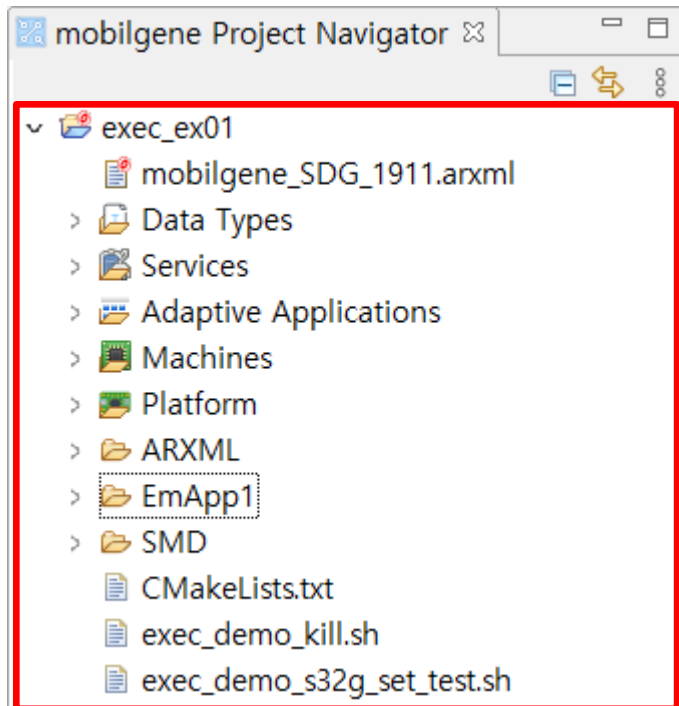 mobilgene Project Navigator
exec_ex01
mobilgene_SDG_1911.arxml
Data Types
Services
Adaptive Applications
Machines
Platform
ARXML
EmApp1
SMD
CMakeLists.txt
exec_demo_kill.sh
exec_demo_s32g_set_test.sh